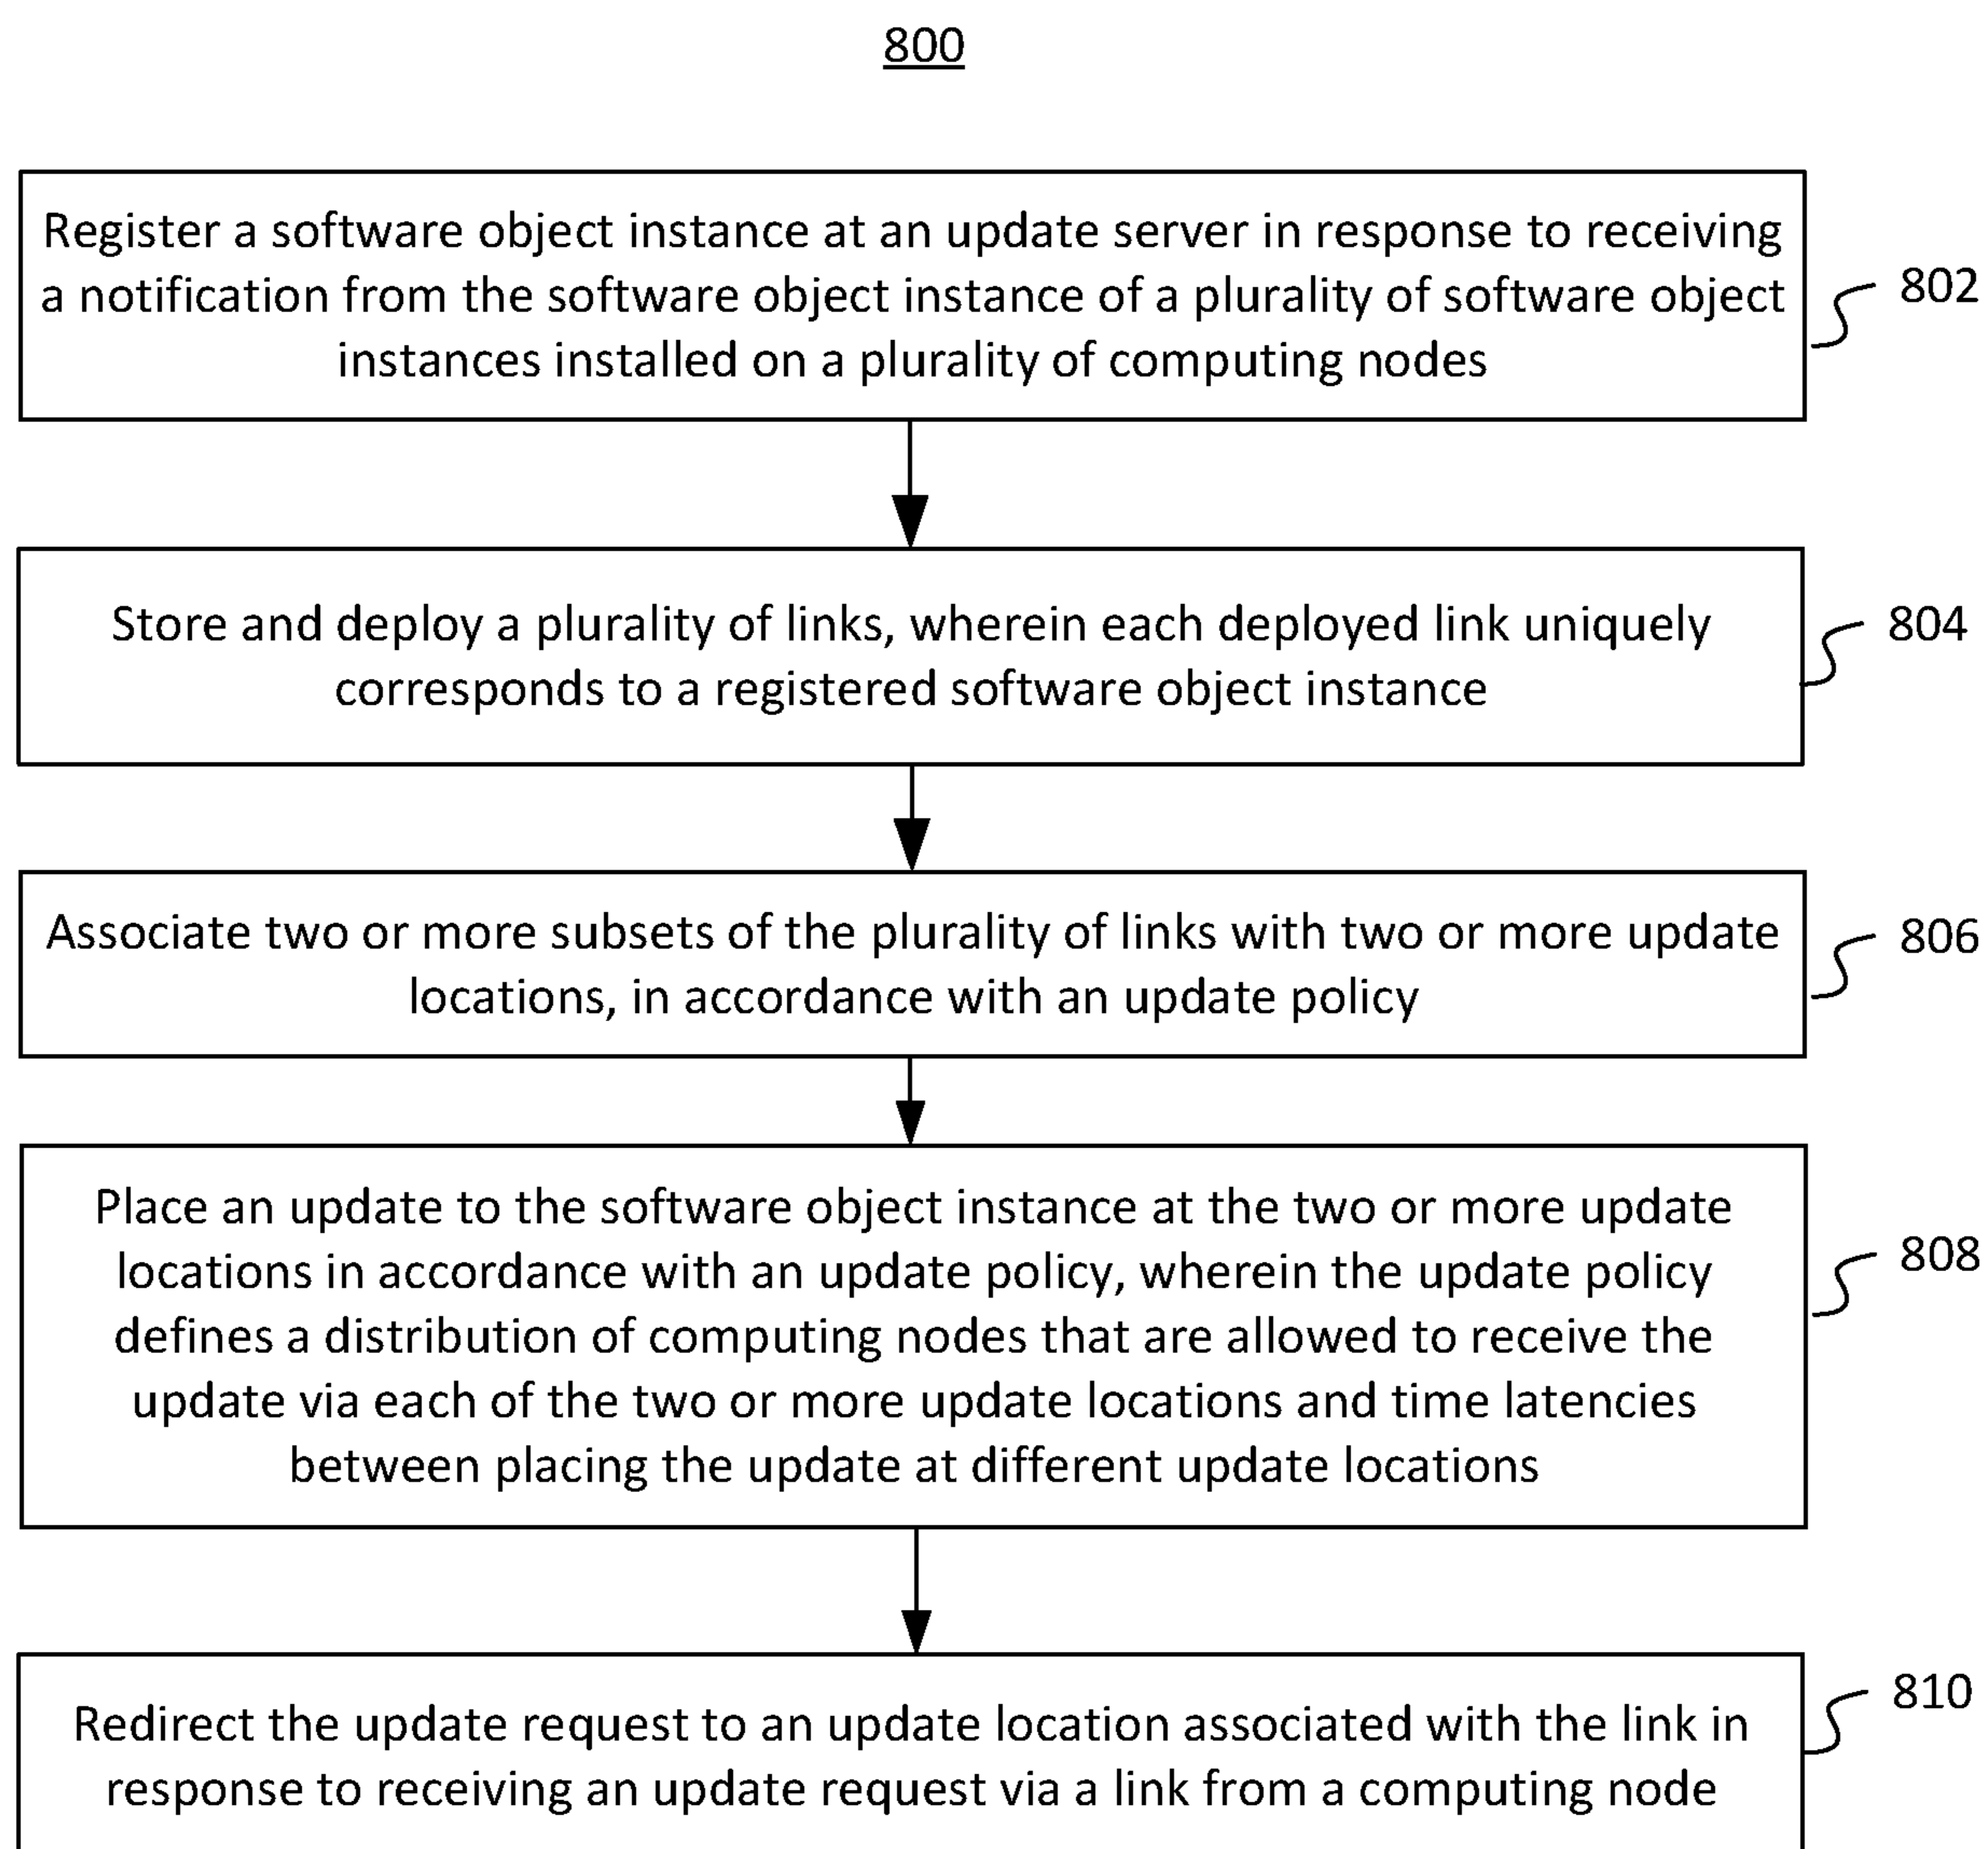 800
Register a software object instance at an update server in response to receiving
a notification from the software object instance of a plurality of software object
instances installed on a plurality of computing nodes
802
Store and deploy a plurality of links, wherein each deployed link uniquely
corresponds to a registered software object instance
804
Associate two or more subsets of the plurality of links with two or more update
locations, in accordance with an update policy
806
Place an update to the software object instance at the two or more update
locations in accordance with an update policy, wherein the update policy
defines a distribution of computing nodes that are allowed to receive the
update via each of the two or more update locations and time latencies
between placing the update at different update locations
808
Redirect the update request to an update location associated with the link in
response to receiving an update request via a link from a computing node
810